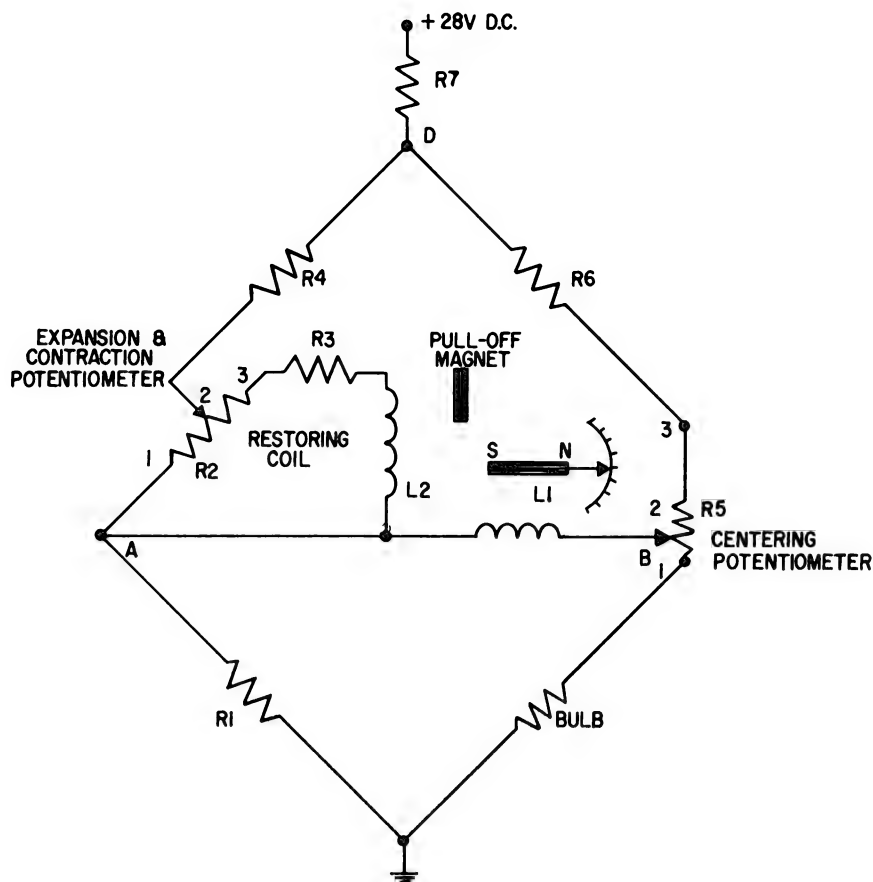 +28V D.C.
R7
D
R4
R6
EXPANSION &
CONTRACTION
POTENTIOMETER
R3
PULL-OFF
MAGNET
2
3
3
RESTORING
COIL
S
N
1
R2
L2
L1
2
R5
A
B
CENTERING
POTENTIOMETER
1
R1
BULB